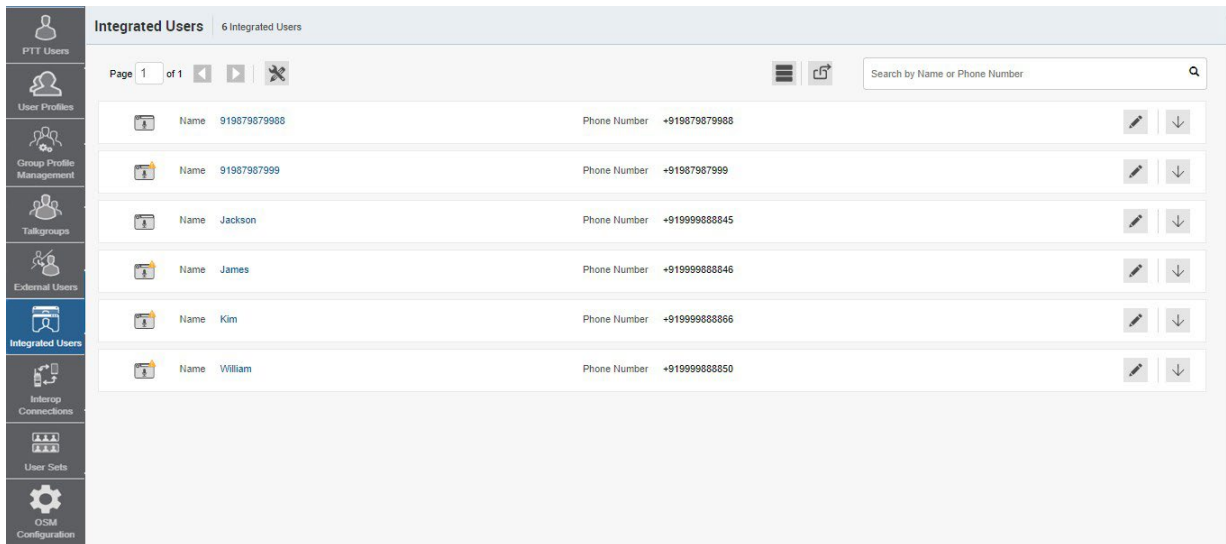 PTT Users
User Profiles
Group Profile
Management
Talkgroups
External Users
Integrated Users
Interop
Connections
User Sets
OSM
Configuration
Integrated Users 6 Integrated Users
Page 1 of 1 Search by Name or Phone Number
Name 919879879988 Phone Number +919879879988
Name 91987987999 Phone Number +91987987999
Name Jackson Phone Number +919999888845
Name James Phone Number +919999888846
Name Kim Phone Number +919999888866
Name William Phone Number +919999888850